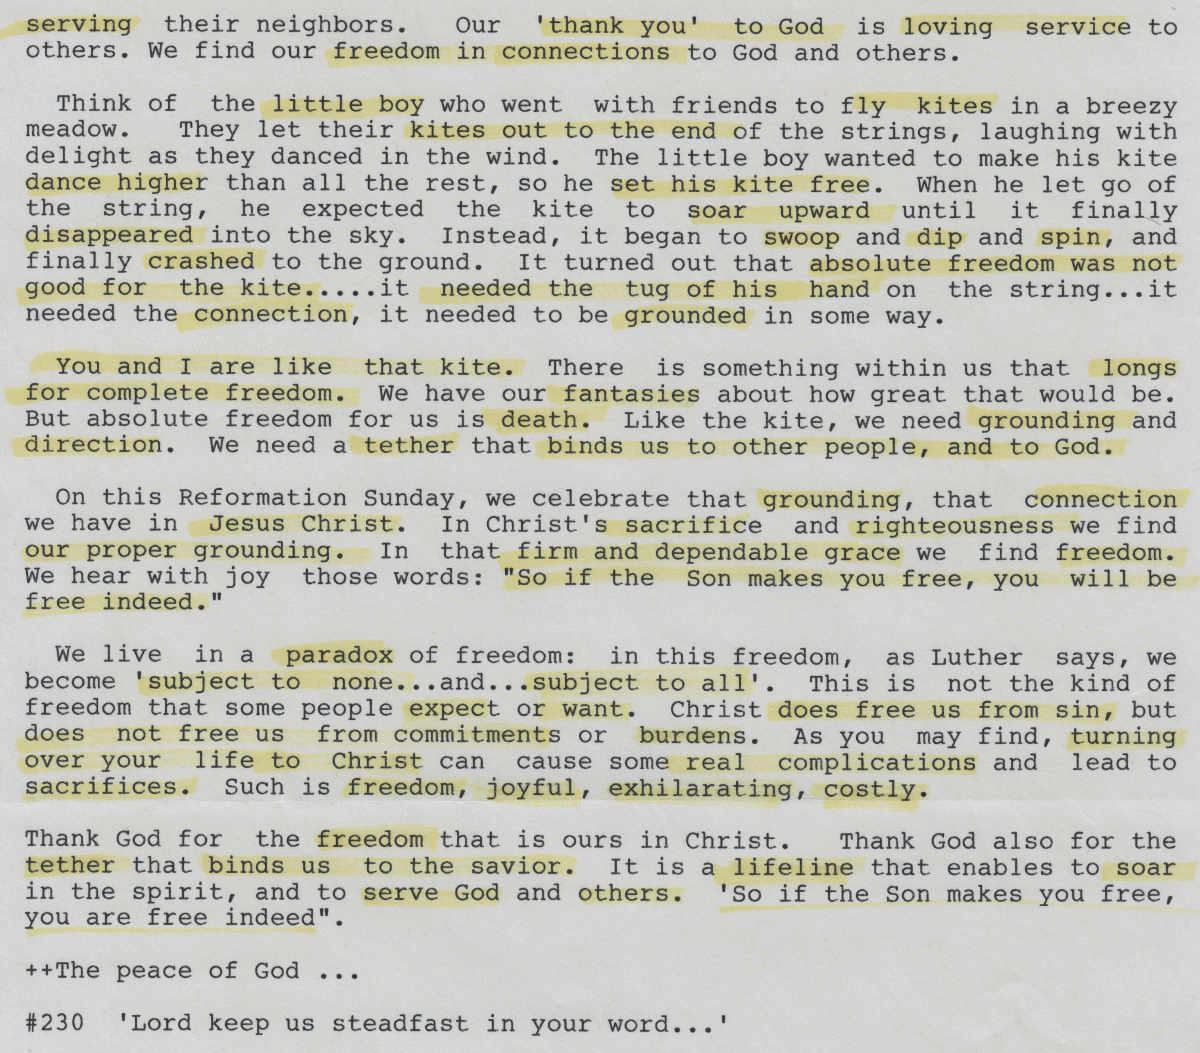 serving their neighbors. Our 'thank you' to God is loving service to
others. We find our freedom in connections to God and others.
Think of the little boy who went with friends to fly kites in a breezy
meadow. They let their kites out to the end of the strings, laughing with
delight as they danced in the wind. The little boy wanted to make his kite
dance higher than all the rest, so he set his kite free. When he let go of
the string, he expected the kite to soar upward until it finally
disappeared into the sky. Instead, it began to swoop and dip and spin, and
finally crashed to the ground. It turned out that absolute freedom was not
good for the kite.....it needed the tug of his hand on the string...it
needed the connection, it needed to be grounded in some way.
You and I are like that kite. There is something within us that longs
for complete freedom. We have our fantasies about how great that would be.
But absolute freedom for us is death. Like the kite, we need grounding and
direction. We need a tether that binds us to other people, and to God.
On this Reformation Sunday, we celebrate that grounding, that connection
we have in Jesus Christ. In Christ's sacrifice and righteousness we find
our proper grounding. In that firm and dependable grace we find freedom.
We hear with joy those words: "So if the Son makes you free, you will be
free indeed."
We live in a paradox of freedom: in this freedom, as Luther says, we
become 'subject to none...and...subject to all'. This is not the kind of
freedom that some people expect or want. Christ does free us from sin, but
does not free us from commitments or burdens. As you may find, turning
over your life to Christ can cause some real complications and lead to
sacrifices. Such is freedom, joyful, exhilarating, costly.
Thank God for the freedom that is ours in Christ. Thank God also for the
tether that binds us to the savior. It is a lifeline that enables to soar
in the spirit, and to serve God and others. 'So if the Son makes you free,
you are free indeed".
++The peace of God ...
#230 'Lord keep us steadfast in your word...'